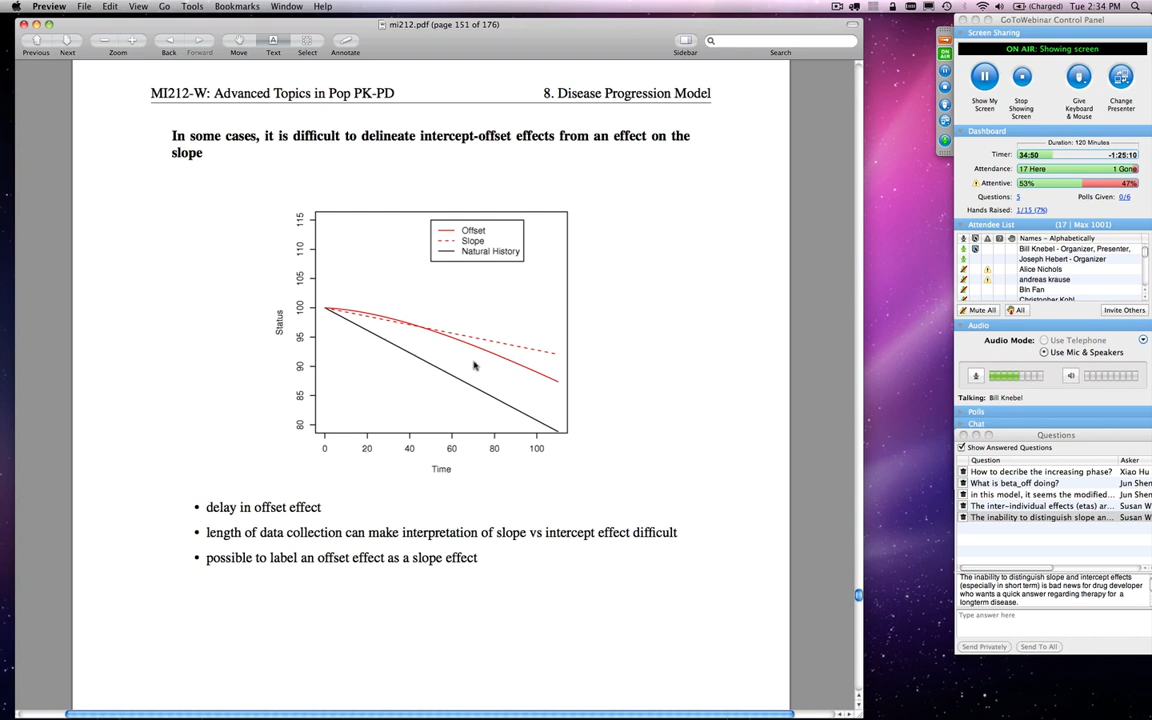 Preview File Edit View Go Tools Bookmarks Window Help
(Charged) Tue 2:34 PM
mi212.pdf (page 151 of 176)
Previous Next Zoom Back Forward Move Text Select Annotate Sidebar Search
MI212-W: Advanced Topics in Pop PK-PD 8. Disease Progression Model
In some cases, it is difficult to delineate intercept-offset effects from an effect on the
slope
Offset
Slope
Natural History
Status
115
110
105
100
95
90
85
80
0 20 40 60 80 100
Time
• delay in offset effect
• length of data collection can make interpretation of slope vs intercept effect difficult
• possible to label an offset effect as a slope effect
GoToWebinar Control Panel
Screen Sharing
ON AIR: Showing screen
ON AIR
Show My Screen
Stop Showing Screen
Give Keyboard & Mouse
Change Presenter
Dashboard
Duration: 120 Minutes
Timer: 34:50 -1:25:10
Attendance: 17 Here 1 Gone
Attentive: 53% 47%
Questions: 5 Polls Given: 0/6
Hands Raised: 1/15 (7%)
Attendee List (17 | Max 1001)
Names - Alphabetically
Bill Knebel - Organizer, Presenter,
Joseph Hebert - Organizer
Alice Nichols
andreas krause
BIn Fan
Christopher Kohl
Mute All All Invite Others
Audio
Audio Mode: Use Telephone
Use Mic & Speakers
Talking: Bill Knebel
Polls
Chat
Questions
Show Answered Questions
Question Asker
How to decribe the increasing phase? Xiao Hu
What is beta_off doing? Jun Shen
in this model, it seems the modified... Jun Shen
The inter-individual effects (etas) ar... Susan W
The inability to distinguish slope an... Susan W
The inability to distinguish slope and intercept effects
(especially in short term) is bad news for drug developer
who wants a quick answer regarding therapy for a
longterm disease.
Type answer here
Send Privately Send To All